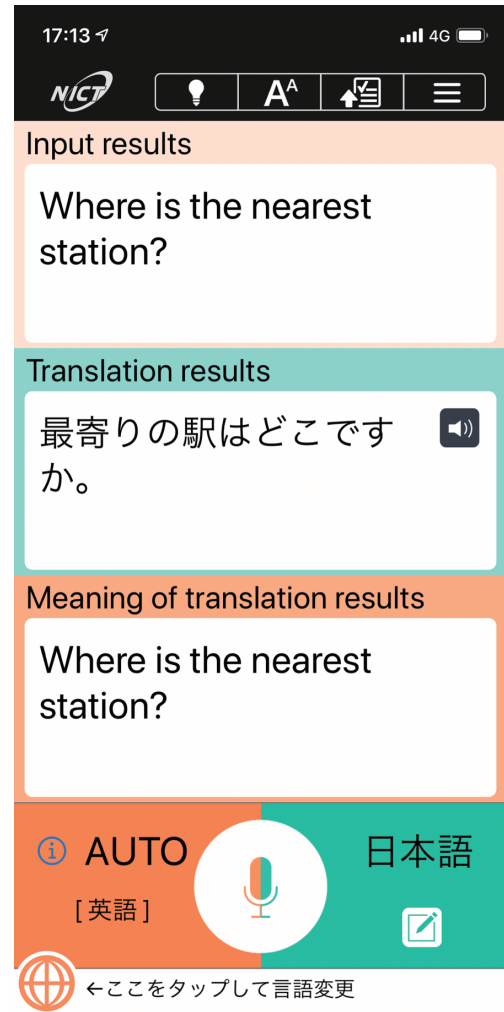 17:13
4G
NICT
AA
Input results
Where is the nearest
station?
Translation results
最寄りの駅はどこです
か。
Meaning of translation results
Where is the nearest
station?
AUTO
日本語
[英語]
←ここをタップして言語変更